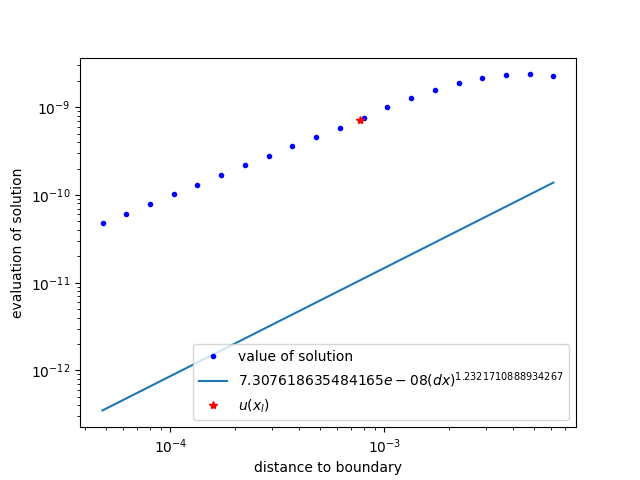 10⁻⁹
10⁻¹⁰
10⁻¹¹
10⁻¹²
evaluation of solution
value of solution
7.307618635484165e − 08(dx)^1.2321710888934267
u(x_l)
10⁻⁴
10⁻³
distance to boundary